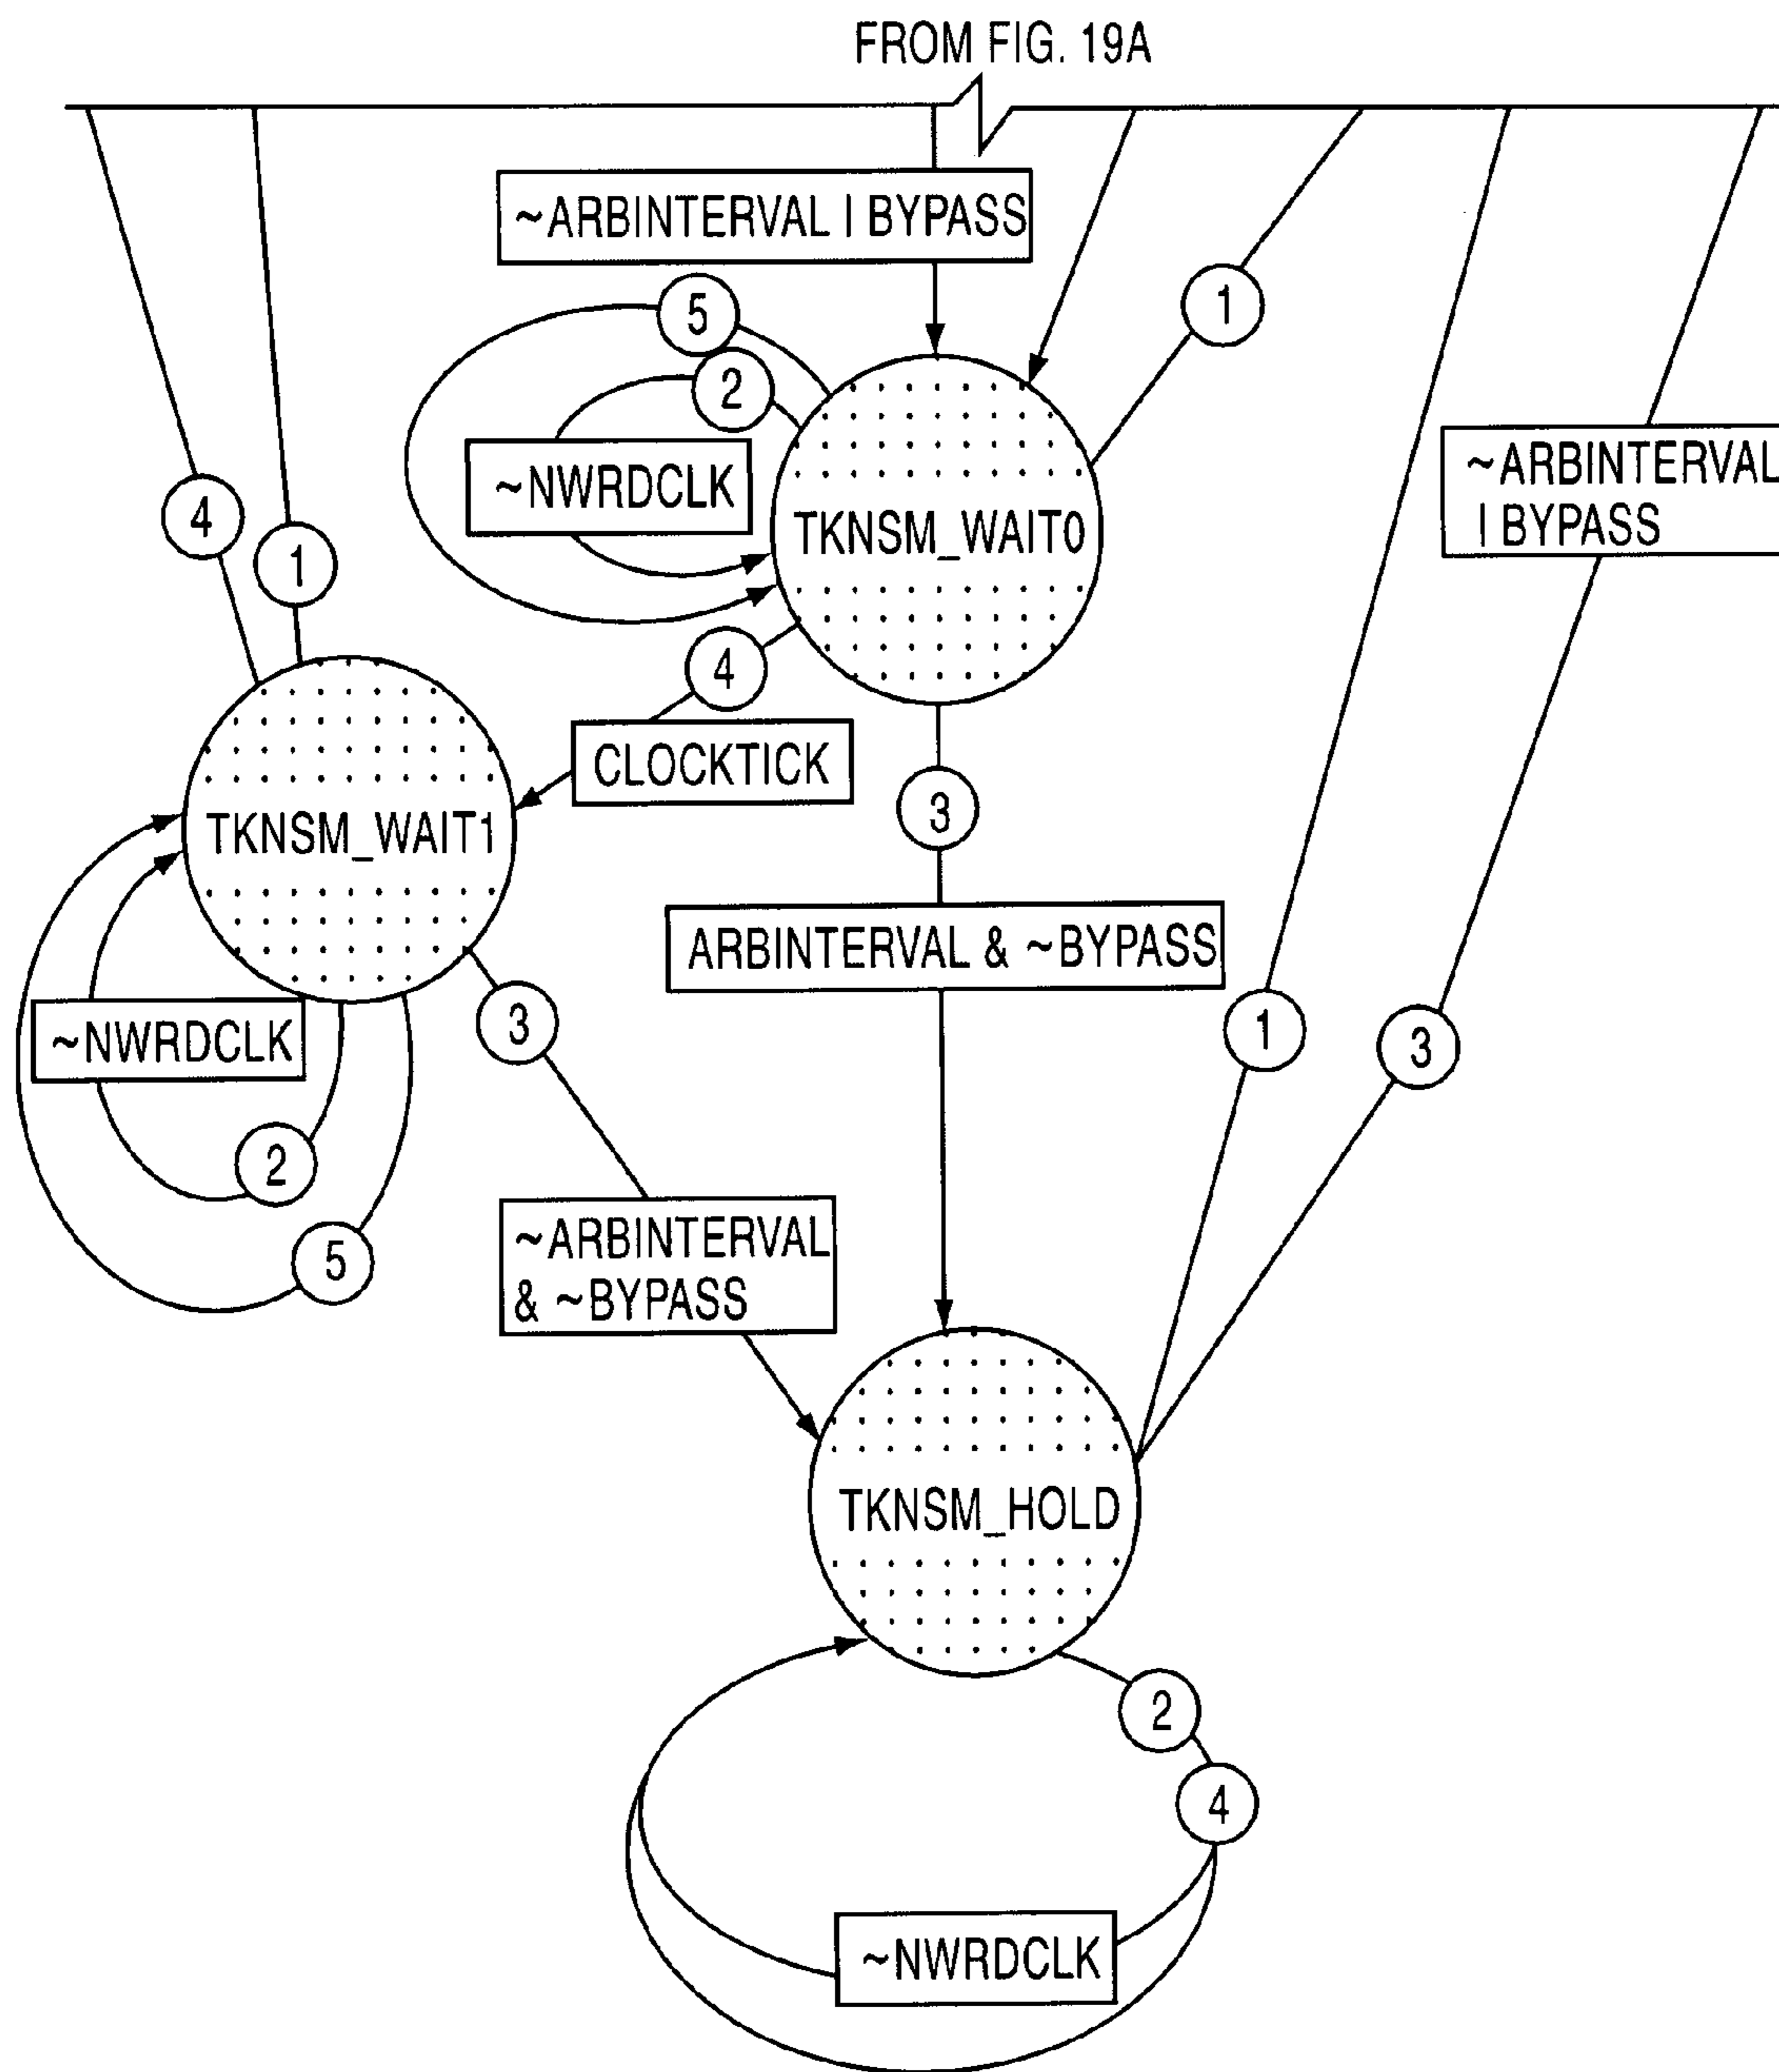 FROM FIG. 19A
~ARBINTERVAL | BYPASS
5
1
2
~NWRDCLK
~ARBINTERVAL
| BYPASS
4
1
TKNSM_WAIT0
4
CLOCKTICK
3
TKNSM_WAIT1
ARBINTERVAL & ~BYPASS
~NWRDCLK
3
1
3
2
5
~ARBINTERVAL
& ~BYPASS
TKNSM_HOLD
2
4
~NWRDCLK